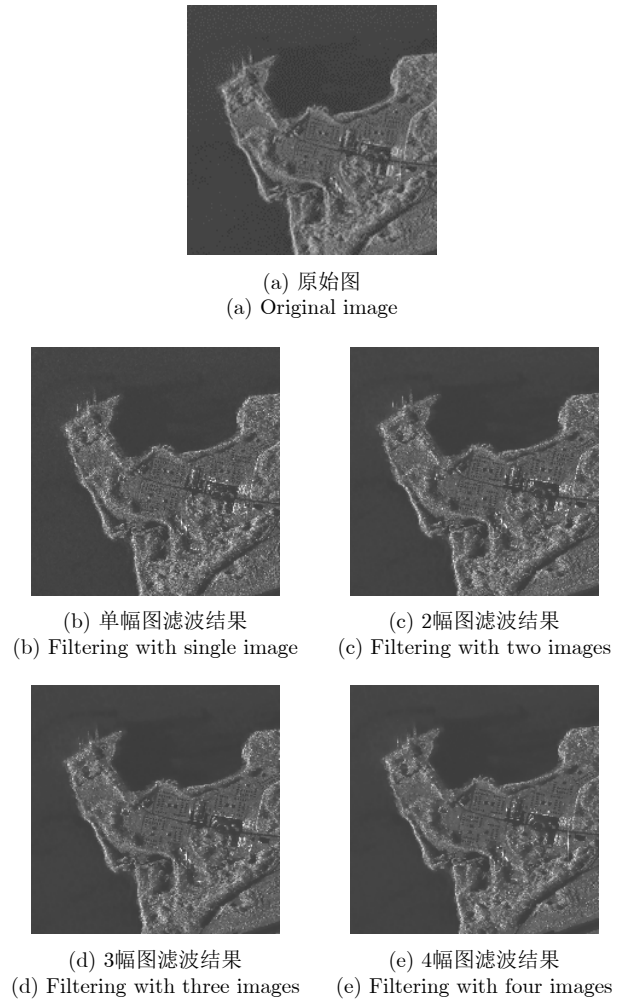 (a) 原始图
(a) Original image
(b) 单幅图滤波结果
(b) Filtering with single image
(c) 2幅图滤波结果
(c) Filtering with two images
(d) 3幅图滤波结果
(d) Filtering with three images
(e) 4幅图滤波结果
(e) Filtering with four images